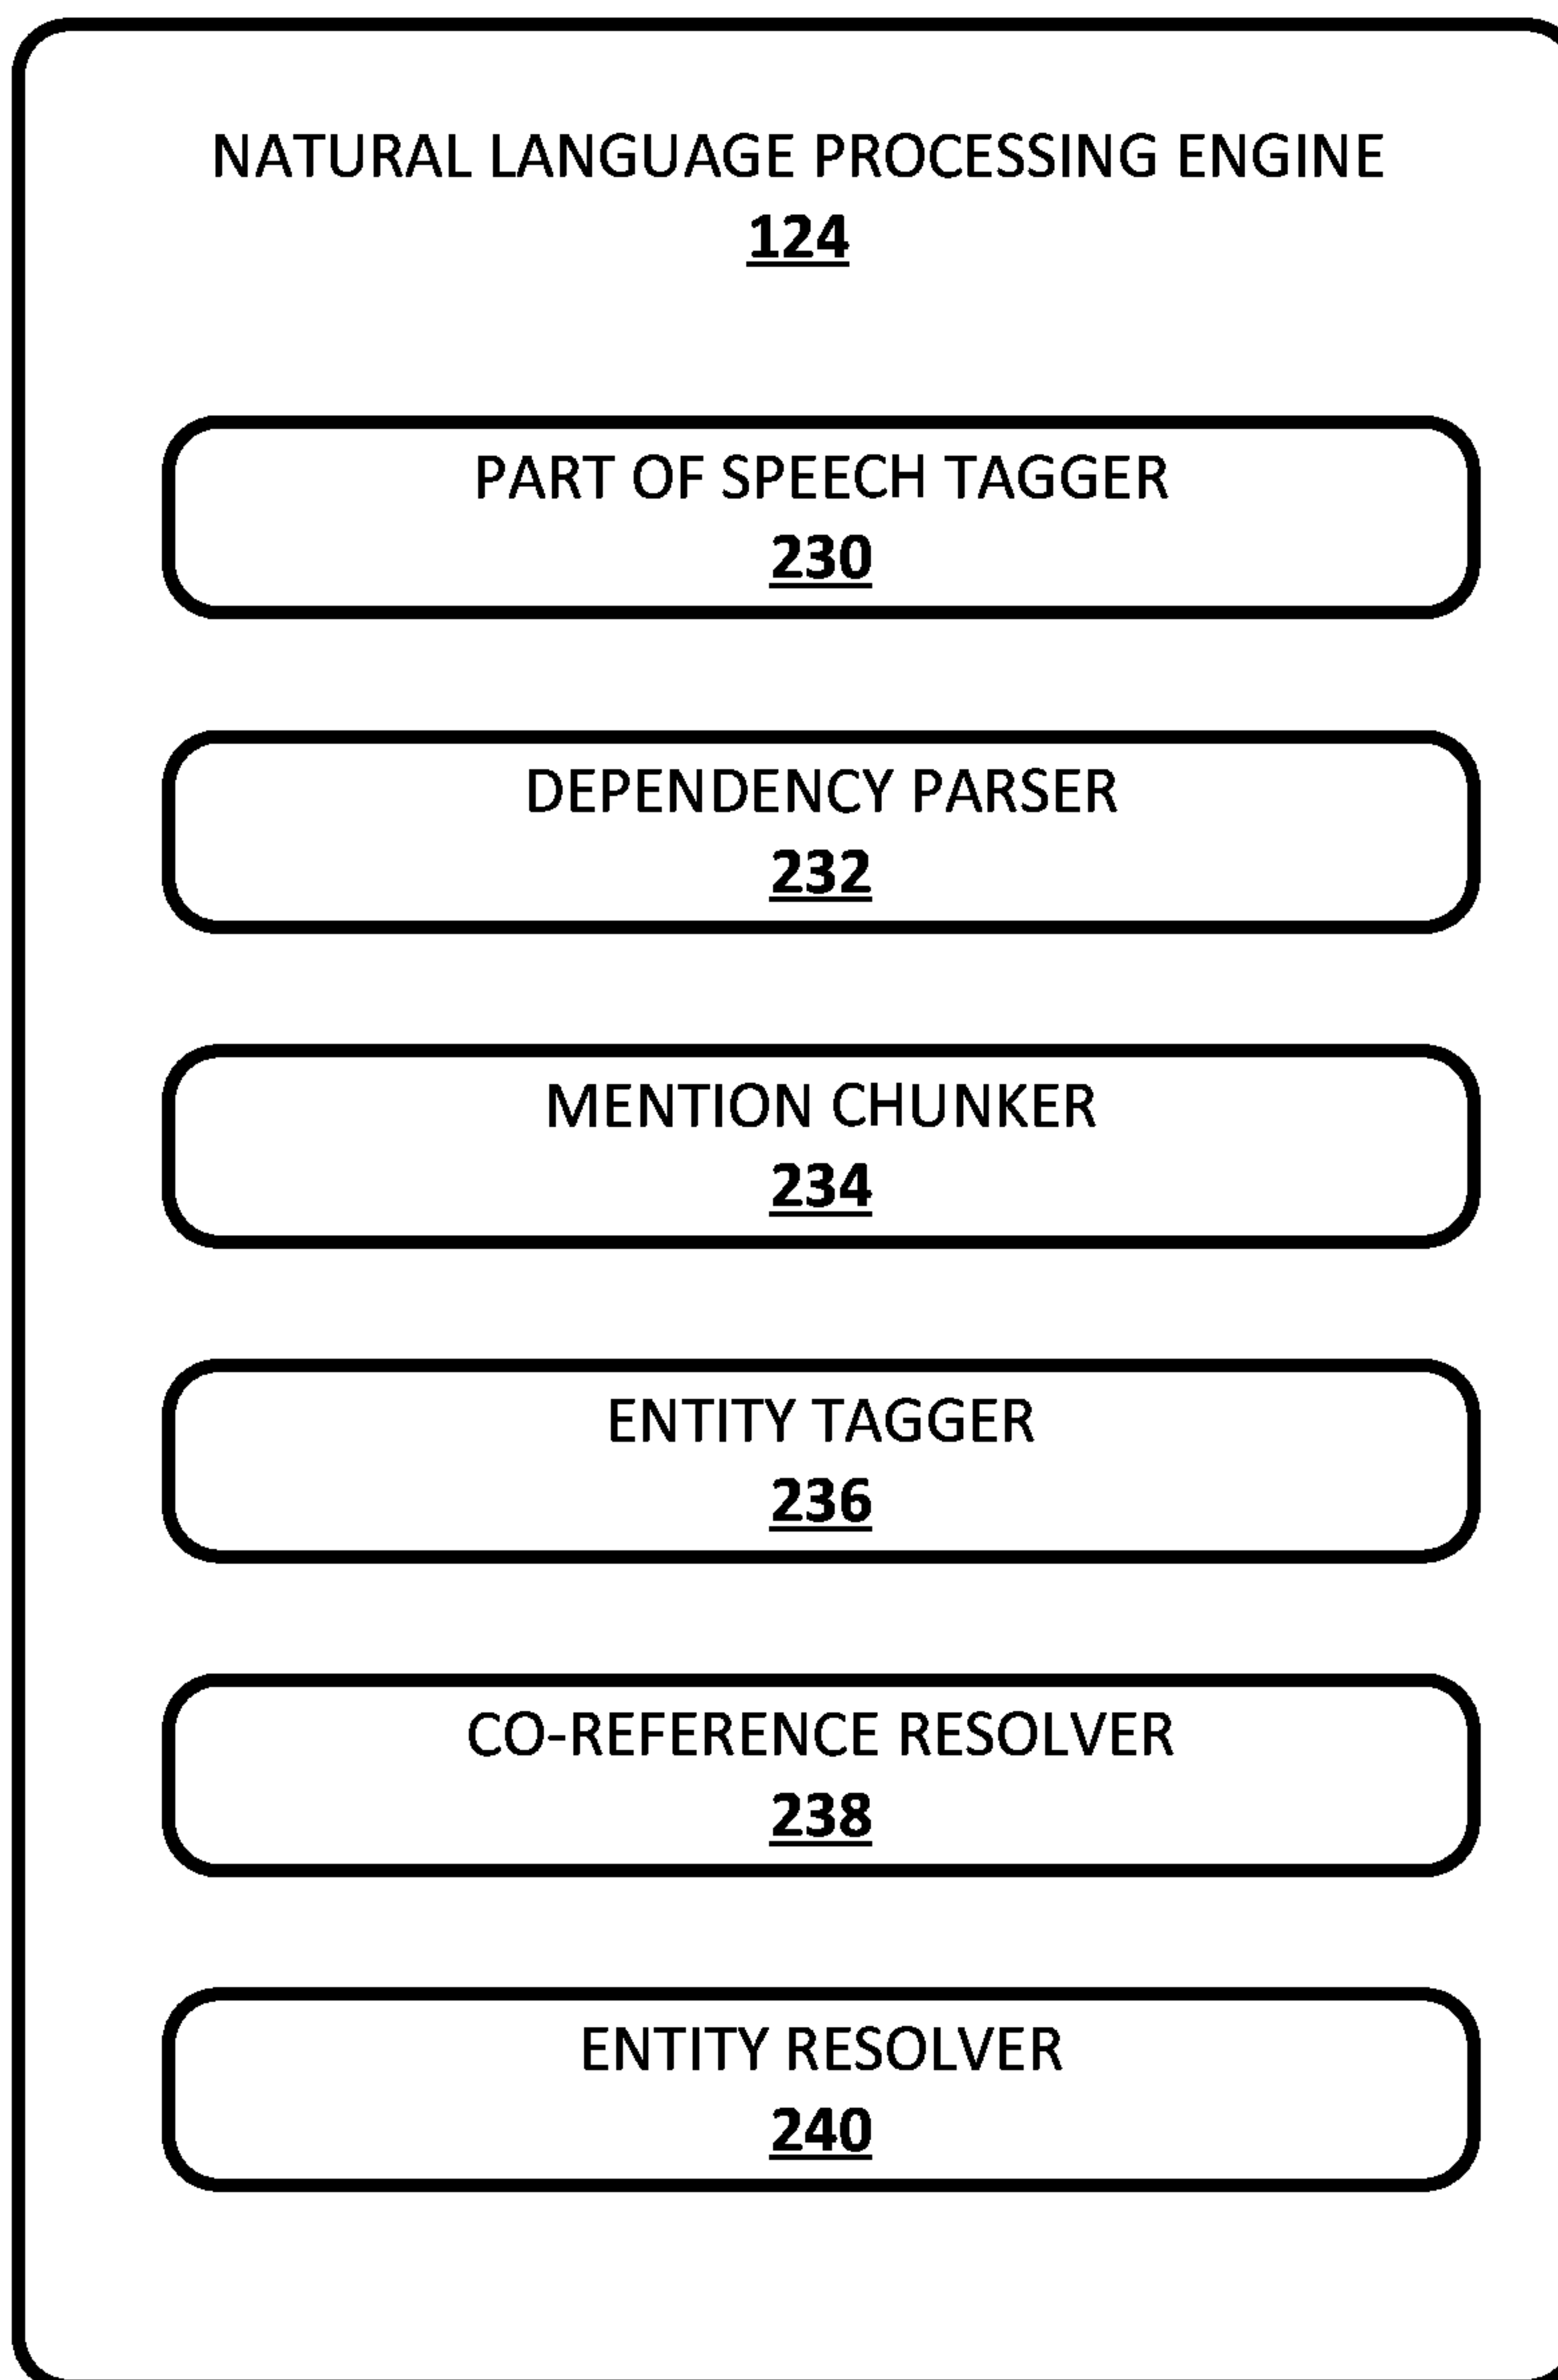 NATURAL LANGUAGE PROCESSING ENGINE
124
PART OF SPEECH TAGGER
230
DEPENDENCY PARSER
232
MENTION CHUNKER
234
ENTITY TAGGER
236
CO-REFERENCE RESOLVER
238
ENTITY RESOLVER
240